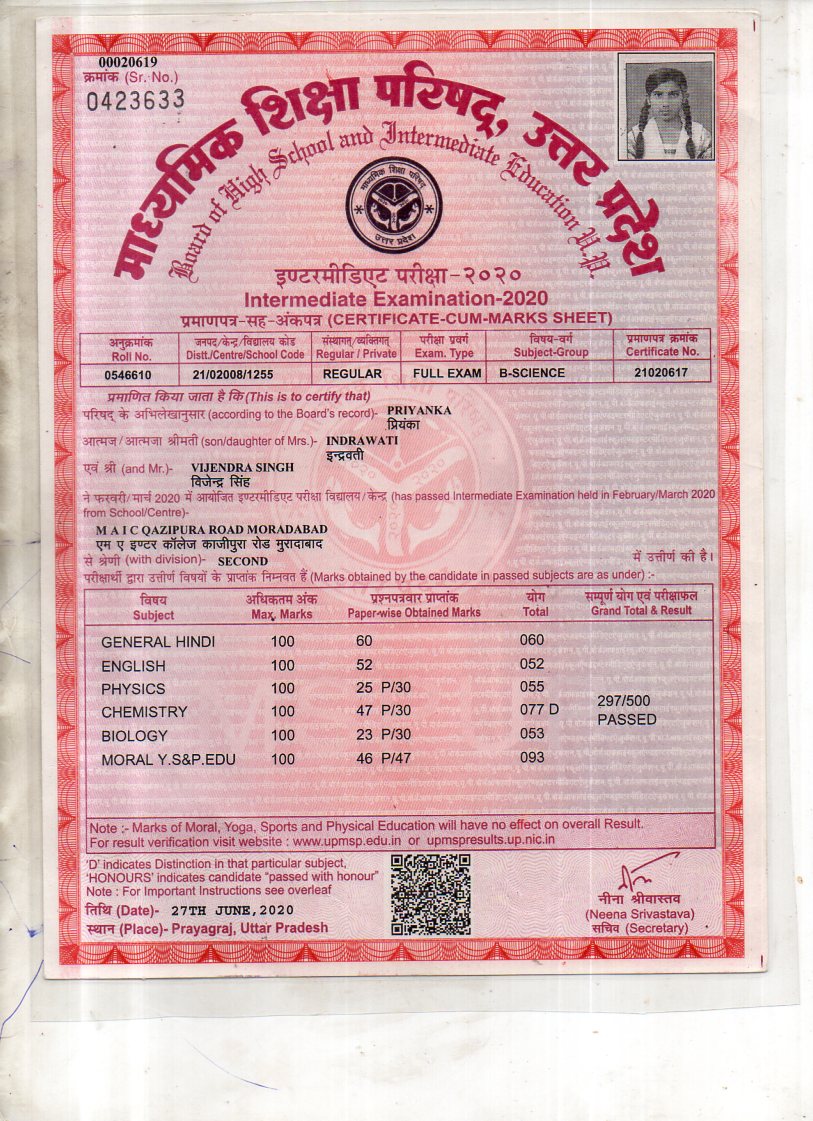 00020619
क्रमांक (Sr. No.)
0423633
माध्यमिक शिक्षा परिषद्, उत्तर प्रदेश
Board of High School and Intermediate Education U.P.
माध्यमिक शिक्षा परिषद्
उत्तर प्रदेश
इण्टरमीडिएट परीक्षा-२०२०
Intermediate Examination-2020
प्रमाणपत्र-सह-अंकपत्र (CERTIFICATE-CUM-MARKS SHEET)
अनुक्रमांक जनपद/केन्द्र/विद्यालय कोड संस्थागत/व्यक्तिगत परीक्षा प्रवर्ग विषय-वर्ग प्रमाणपत्र क्रमांक
Roll No. Distt./Centre/School Code Regular / Private Exam. Type Subject-Group Certificate No.
0546610 21/02008/1255 REGULAR FULL EXAM B-SCIENCE 21020617
प्रमाणित किया जाता है कि (This is to certify that)
परिषद् के अभिलेखानुसार (according to the Board's record)- PRIYANKA
प्रियंका
आत्मज/आत्मजा श्रीमती (son/daughter of Mrs.)- INDRAWATI
इन्द्रवती
एवं श्री (and Mr.)- VIJENDRA SINGH
विजेन्द्र सिंह
ने फरवरी/मार्च 2020 में आयोजित इण्टरमीडिएट परीक्षा विद्यालय/केन्द्र (has passed Intermediate Examination held in February/March 2020
from School/Centre)-
M A I C QAZIPURA ROAD MORADABAD
एम ए इण्टर कॉलेज काजीपुरा रोड मुरादाबाद
से श्रेणी (with division)- SECOND में उत्तीर्ण की है।
परीक्षार्थी द्वारा उत्तीर्ण विषयों के प्राप्तांक निम्नवत हैं (Marks obtained by the candidate in passed subjects are as under) :-
विषय अधिकतम अंक प्रश्नपत्रवार प्राप्तांक योग सम्पूर्ण योग एवं परीक्षाफल
Subject Max. Marks Paper-wise Obtained Marks Total Grand Total & Result
GENERAL HINDI 100 60 060
ENGLISH 100 52 052
PHYSICS 100 25 P/30 055
297/500
CHEMISTRY 100 47 P/30 077 D
PASSED
BIOLOGY 100 23 P/30 053
MORAL Y.S&P.EDU 100 46 P/47 093
Note :- Marks of Moral, Yoga, Sports and Physical Education will have no effect on overall Result.
For result verification visit website : www.upmsp.edu.in or upmspresults.up.nic.in
'D' indicates Distinction in that particular subject,
'HONOURS' indicates candidate "passed with honour"
Note : For Important Instructions see overleaf
तिथि (Date)- 27TH JUNE,2020
स्थान (Place)- Prayagraj, Uttar Pradesh
नीना श्रीवास्तव
(Neena Srivastava)
सचिव (Secretary)